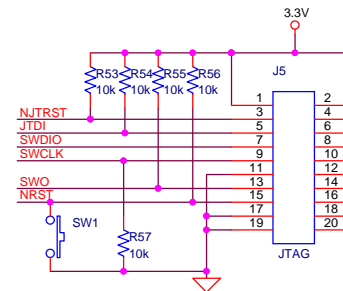 3.3V
R53 R54 R55 R56
10k 10k 10k 10k
J5
1 2
NJTRST 3 4
JTDI 5 6
SWDIO 7 8
SWCLK 9 10
11 12
SWO 13 14
NRST 15 16
17 18
19 20
SW1
R57
10k
JTAG